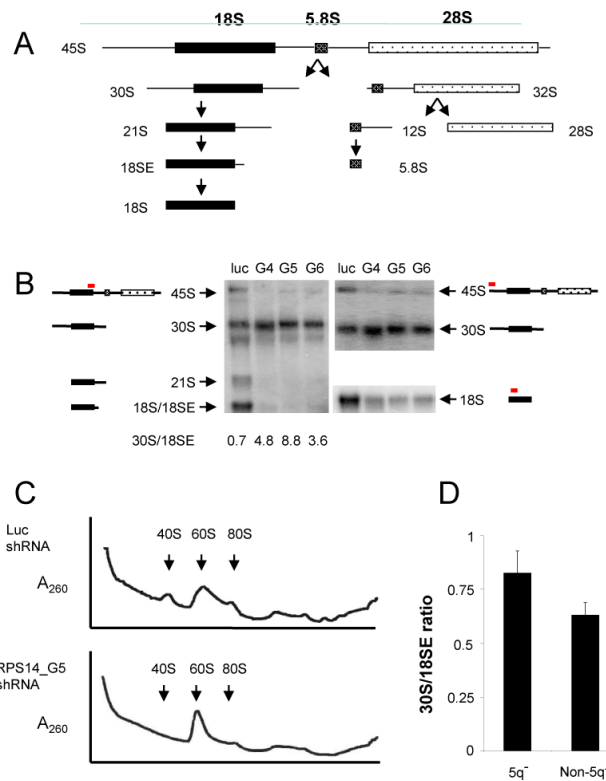 18S 5.8S 28S
A
45S
30S 32S
21S 12S 28S
18SE 5.8S
18S
B
luc G4 G5 G6 luc G4 G5 G6
45S 45S
30S 30S
21S
18S/18SE 18S
30S/18SE 0.7 4.8 8.8 3.6
C
Luc
shRNA
40S 60S 80S
A260
RPS14_G5
shRNA
40S 60S 80S
A260
D
30S/18SE ratio
1
0.75
0.5
0.25
0
5q- Non-5q-